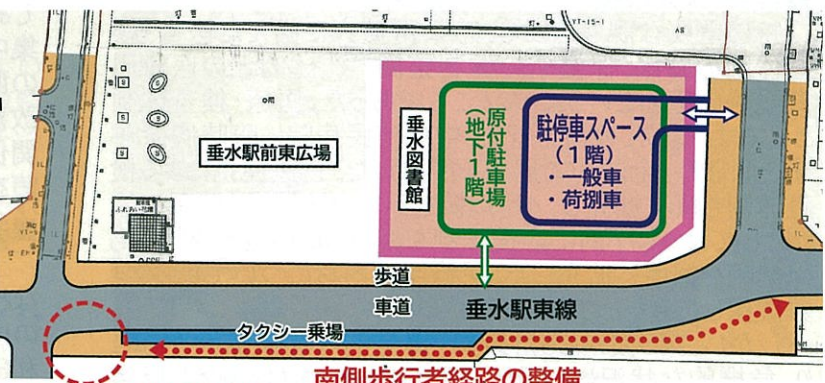 垂水駅前東広場
垂水図書館
原付駐車場
(地下1階)
駐停車スペース
(1階)
・一般車
・荷捌車
歩道
車道
垂水駅東線
タクシー乗場
南側歩行者経路の整備